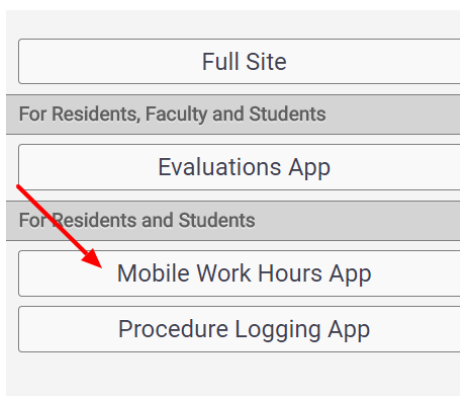 Full Site
For Residents, Faculty and Students
Evaluations App
For Residents and Students
Mobile Work Hours App
Procedure Logging App